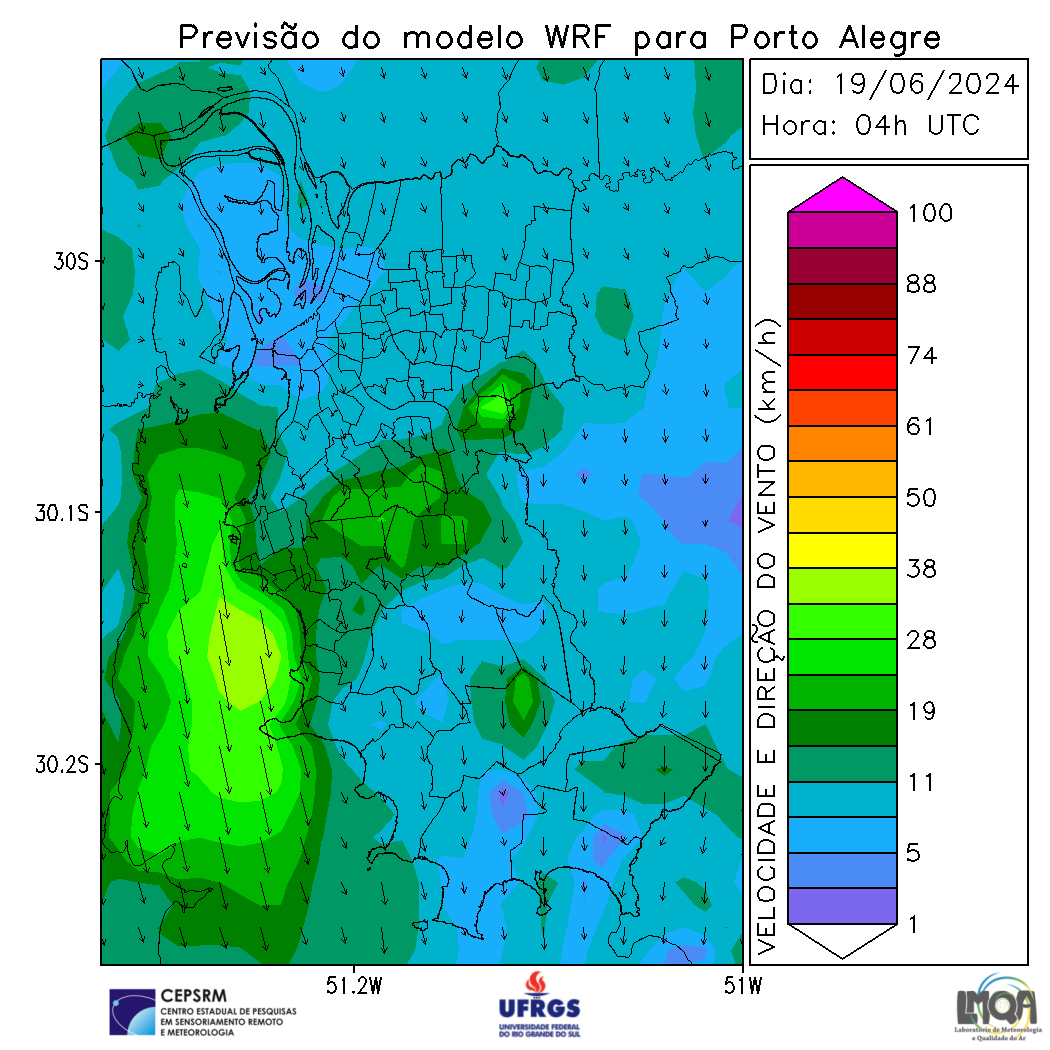 Previsão do modelo WRF para Porto Alegre
Dia: 19/06/2024
Hora: 04h UTC
30S
30.1S
30.2S
51.2W
51W
VELOCIDADE E DIREÇÃO DO VENTO (km/h)
100
88
74
61
50
38
28
19
11
5
1
CEPSRM
CENTRO ESTADUAL DE PESQUISAS
EM SENSORIAMENTO REMOTO
E METEOROLOGIA
UFRGS
UNIVERSIDADE FEDERAL
DO RIO GRANDE DO SUL
LMQA
Laboratório de Meteorologia
e Qualidade do Ar